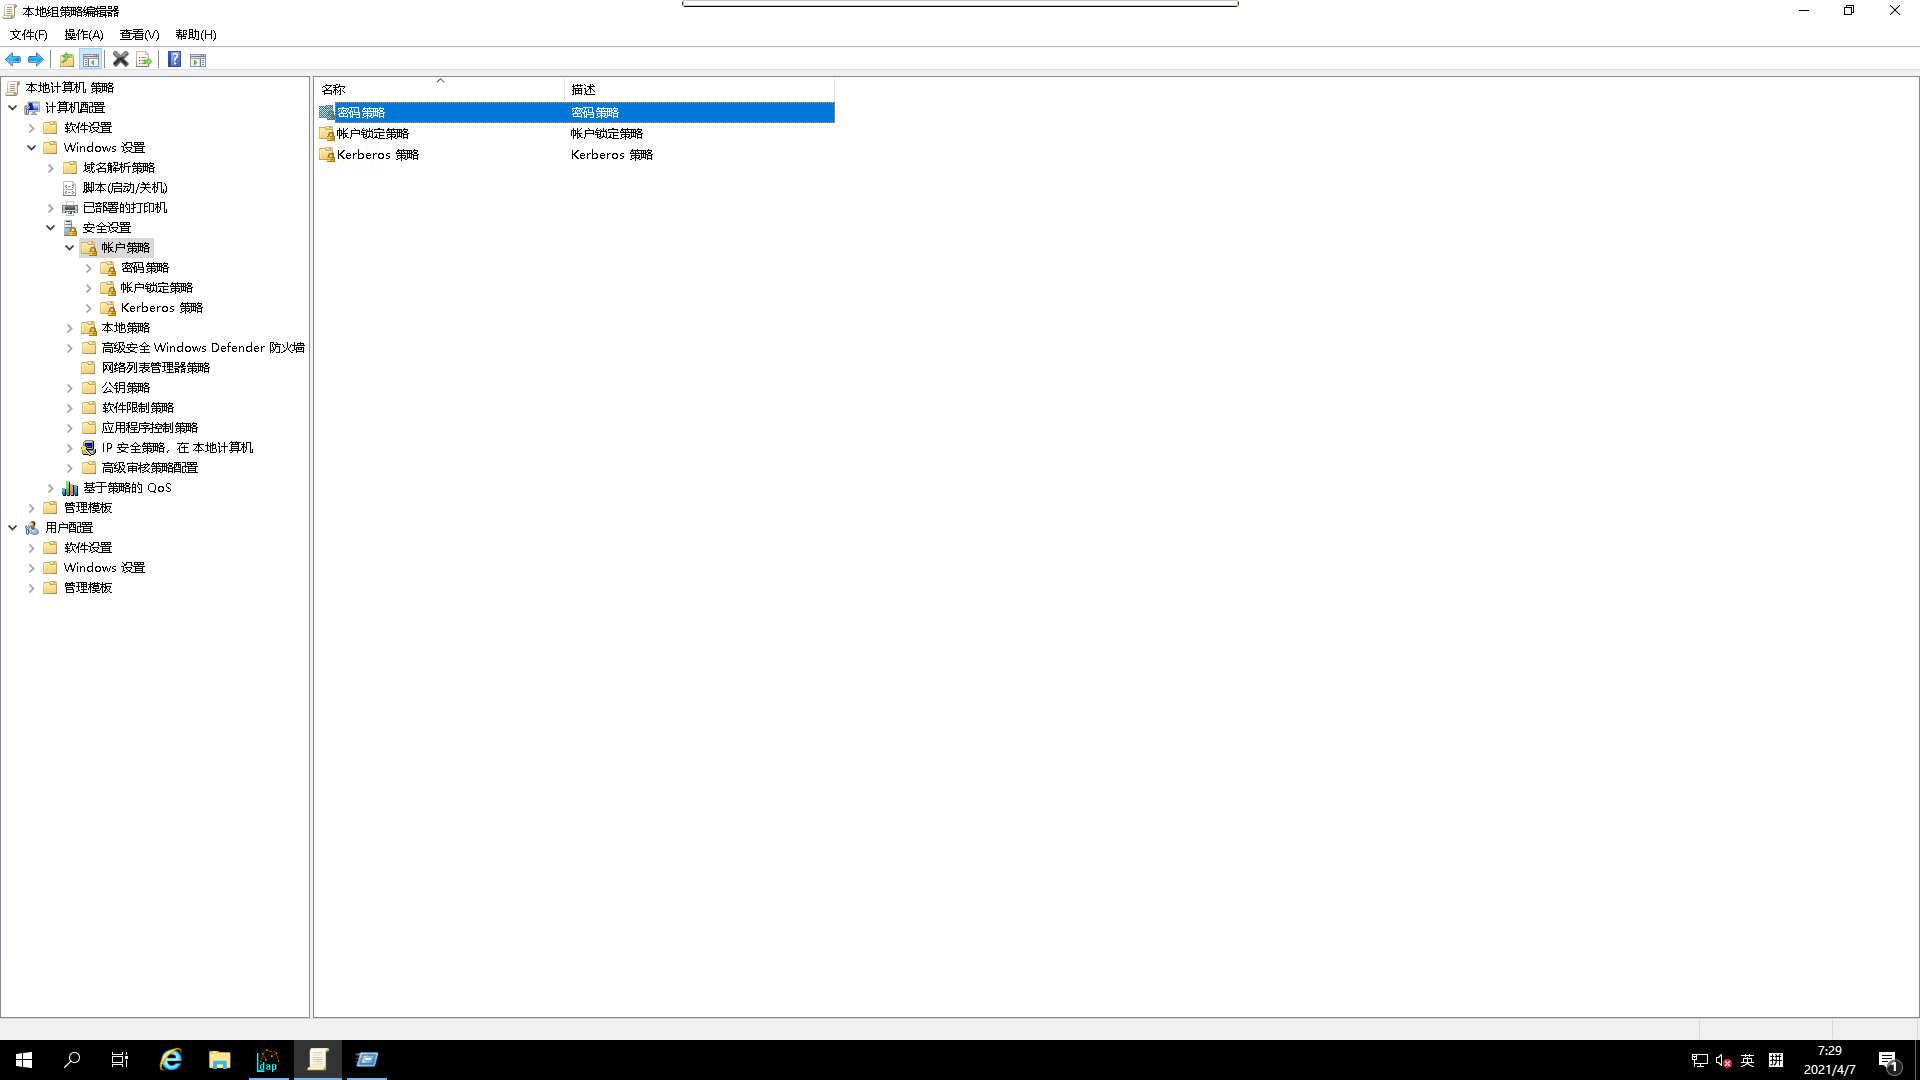 本地组策略编辑器
文件(F) 操作(A) 查看(V) 帮助(H)
本地计算机 策略
计算机配置
软件设置
Windows 设置
域名解析策略
脚本(启动/关机)
已部署的打印机
安全设置
帐户策略
密码策略
帐户锁定策略
Kerberos 策略
本地策略
高级安全 Windows Defender 防火墙
网络列表管理器策略
公钥策略
软件限制策略
应用程序控制策略
IP 安全策略，在 本地计算机
高级审核策略配置
基于策略的 QoS
管理模板
用户配置
软件设置
Windows 设置
管理模板
名称 描述
密码策略 密码策略
帐户锁定策略 帐户锁定策略
Kerberos 策略 Kerberos 策略
ldap
英 拼
7:29
2021/4/7
1